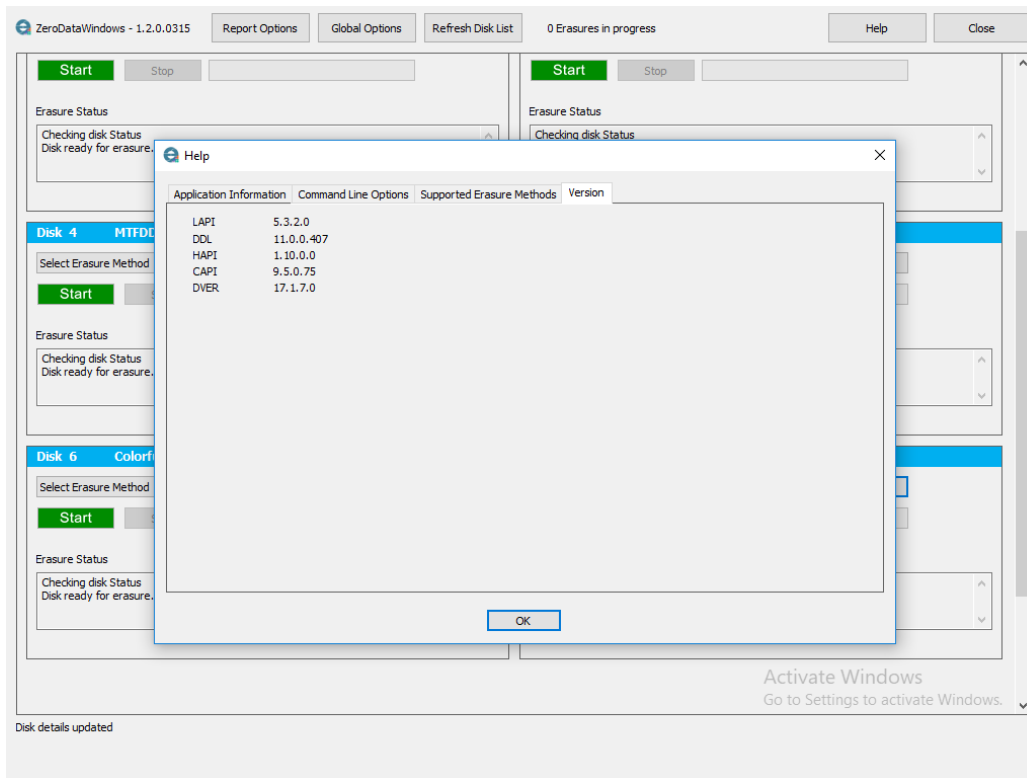 ZeroDataWindows - 1.2.0.0315 Report Options Global Options Refresh Disk List 0 Erasures in progress Help Close
Start Stop Start Stop
Erasure Status Erasure Status
Checking disk Status Checking disk Status
Disk ready for erasure.
Help
Application Information Command Line Options Supported Erasure Methods Version
LAPI 5.3.2.0
DDL 11.0.0.407
HAPI 1.10.0.0
CAPI 9.5.0.75
DVER 17.1.7.0
OK
Disk 4
Select Erasure Method
Start
Erasure Status
Checking disk Status
Disk ready for erasure.
Disk 6
Select Erasure Method
Start
Erasure Status
Checking disk Status
Disk ready for erasure.
Activate Windows
Go to Settings to activate Windows.
Disk details updated